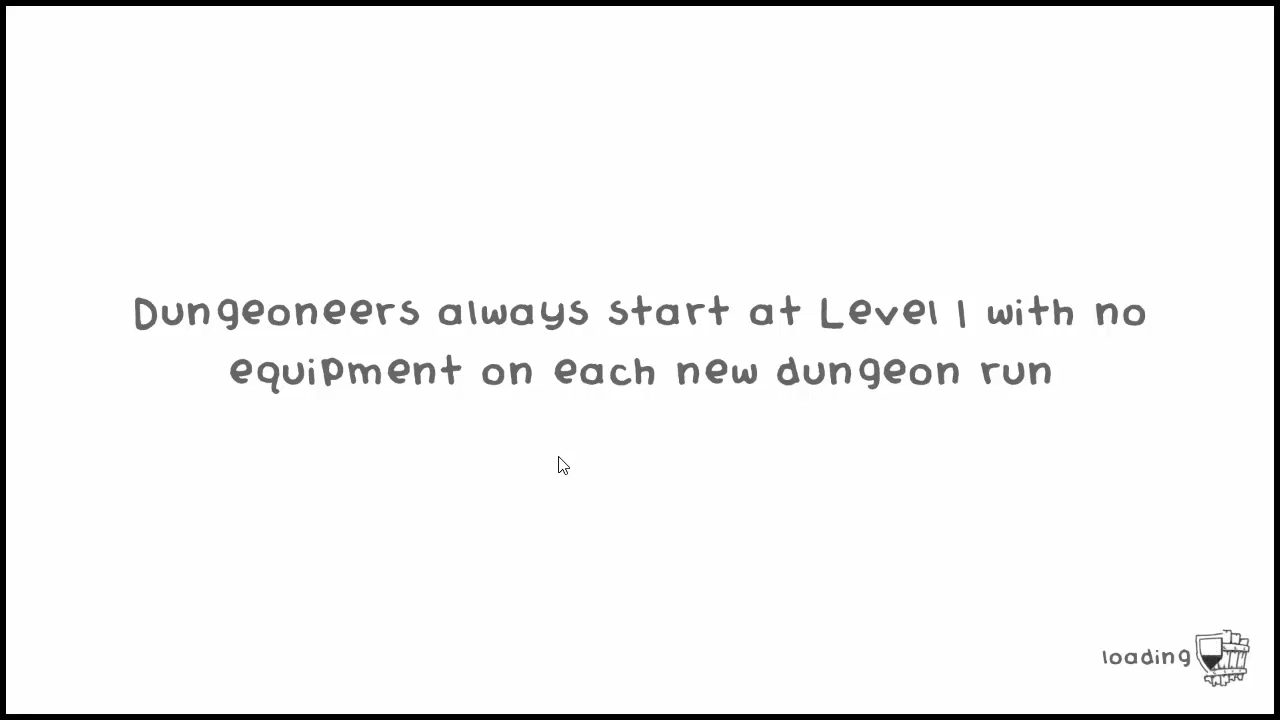 Dungeoneers always start at Level 1 with no
equipment on each new dungeon run
loading